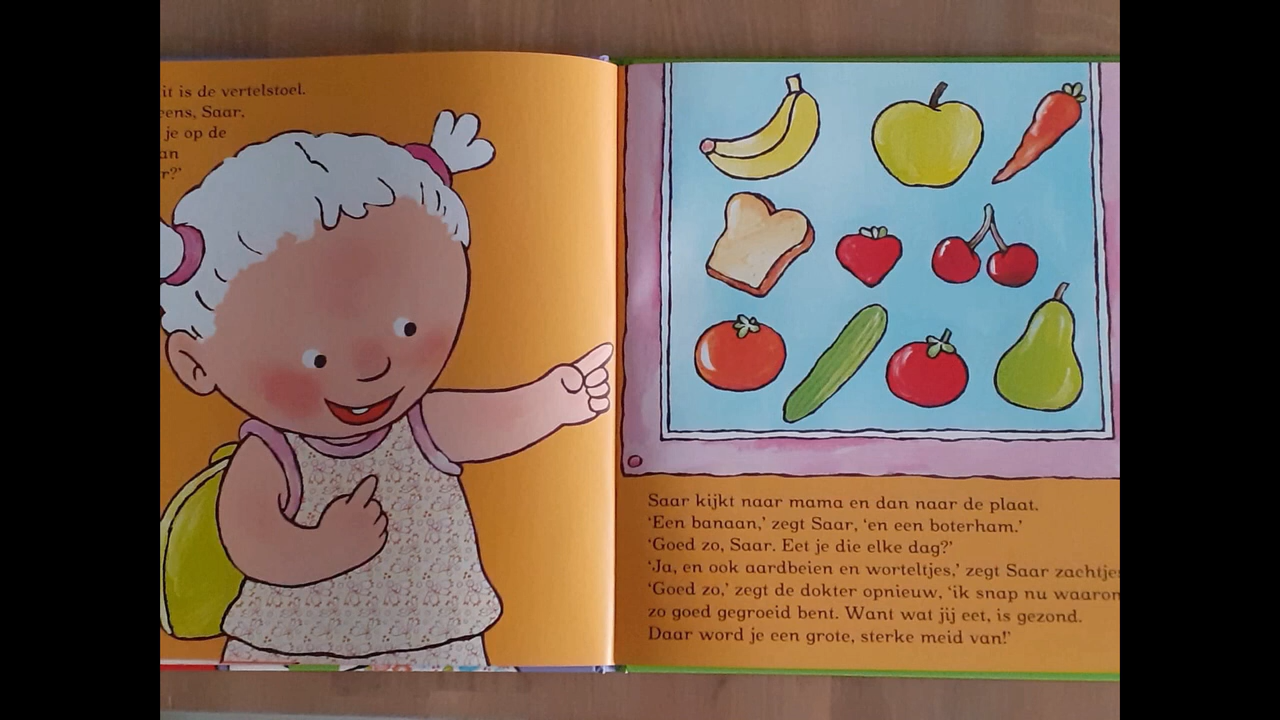 it is de vertelstoel.
eens, Saar.
je op de
an
r?'
Saar kijkt naar mama en dan naar de plaat.
'Een banaan,' zegt Saar, 'en een boterham.'
'Goed zo, Saar. Eet je die elke dag?'
'Ja, en ook aardbeien en worteltjes,' zegt Saar zachtje
'Goed zo,' zegt de dokter opnieuw, 'ik snap nu waarom
zo goed gegroeid bent. Want wat jij eet, is gezond.
Daar word je een grote, sterke meid van!'